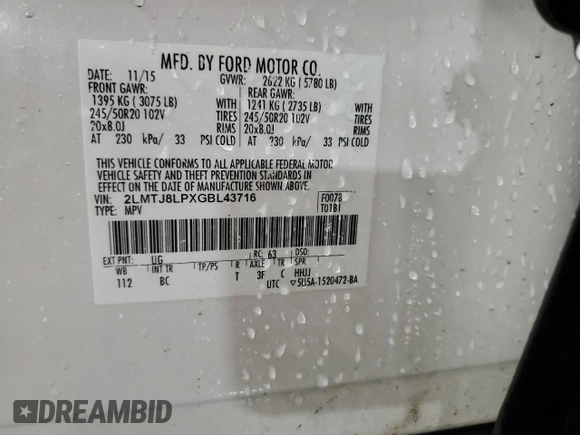 MFD. BY FORD MOTOR CO.
DATE: 11/15 GVWR: 2622 KG ( 5780 LB)
FRONT GAWR: REAR GAWR:
1395 KG ( 3075 LB) WITH 1241 KG ( 2735 LB) WITH
245/50R20 102V TIRES 245/50R20 102V TIRES
20x8.0J RIMS 20x8.0J RIMS
AT 230 kPa/ 33 PSI COLD AT 230 kPa/ 33 PSI COLD
THIS VEHICLE CONFORMS TO ALL APPLICABLE FEDERAL MOTOR
VEHICLE SAFETY AND THEFT PREVENTION STANDARDS
IN EFFECT ON THE DATE OF MANUFACTURE SHOWN ABOVE.
VIN: 2LMTJ8LPXGBL43716 F0078
TYPE: MPV T0181
EXT PNT: UG RC: 63 DSO:
WB INT TR TP/PS R AXLE TR SPR
112 BC T 3F C HHJJ
UTC ▽5U5A-1520472-BA
DREAMBID